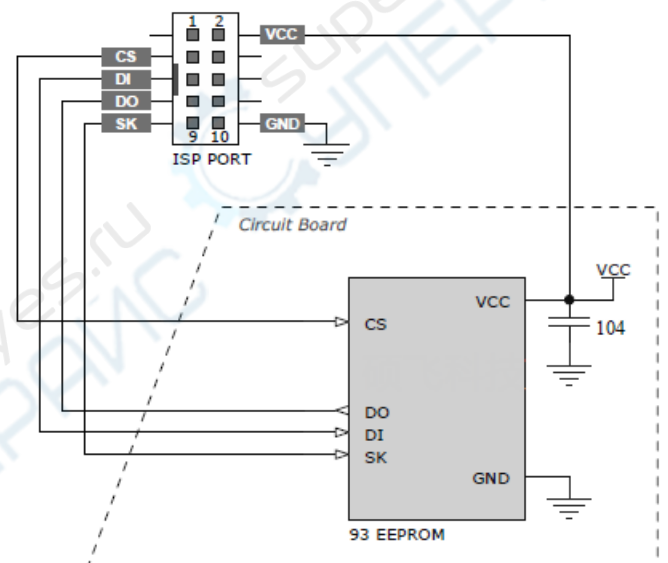 1 2
VCC
CS
DI
DO
SK
GND
9 10
ISP PORT
Circuit Board
VCC
VCC
CS
104
DO
DI
SK
GND
93 EEPROM